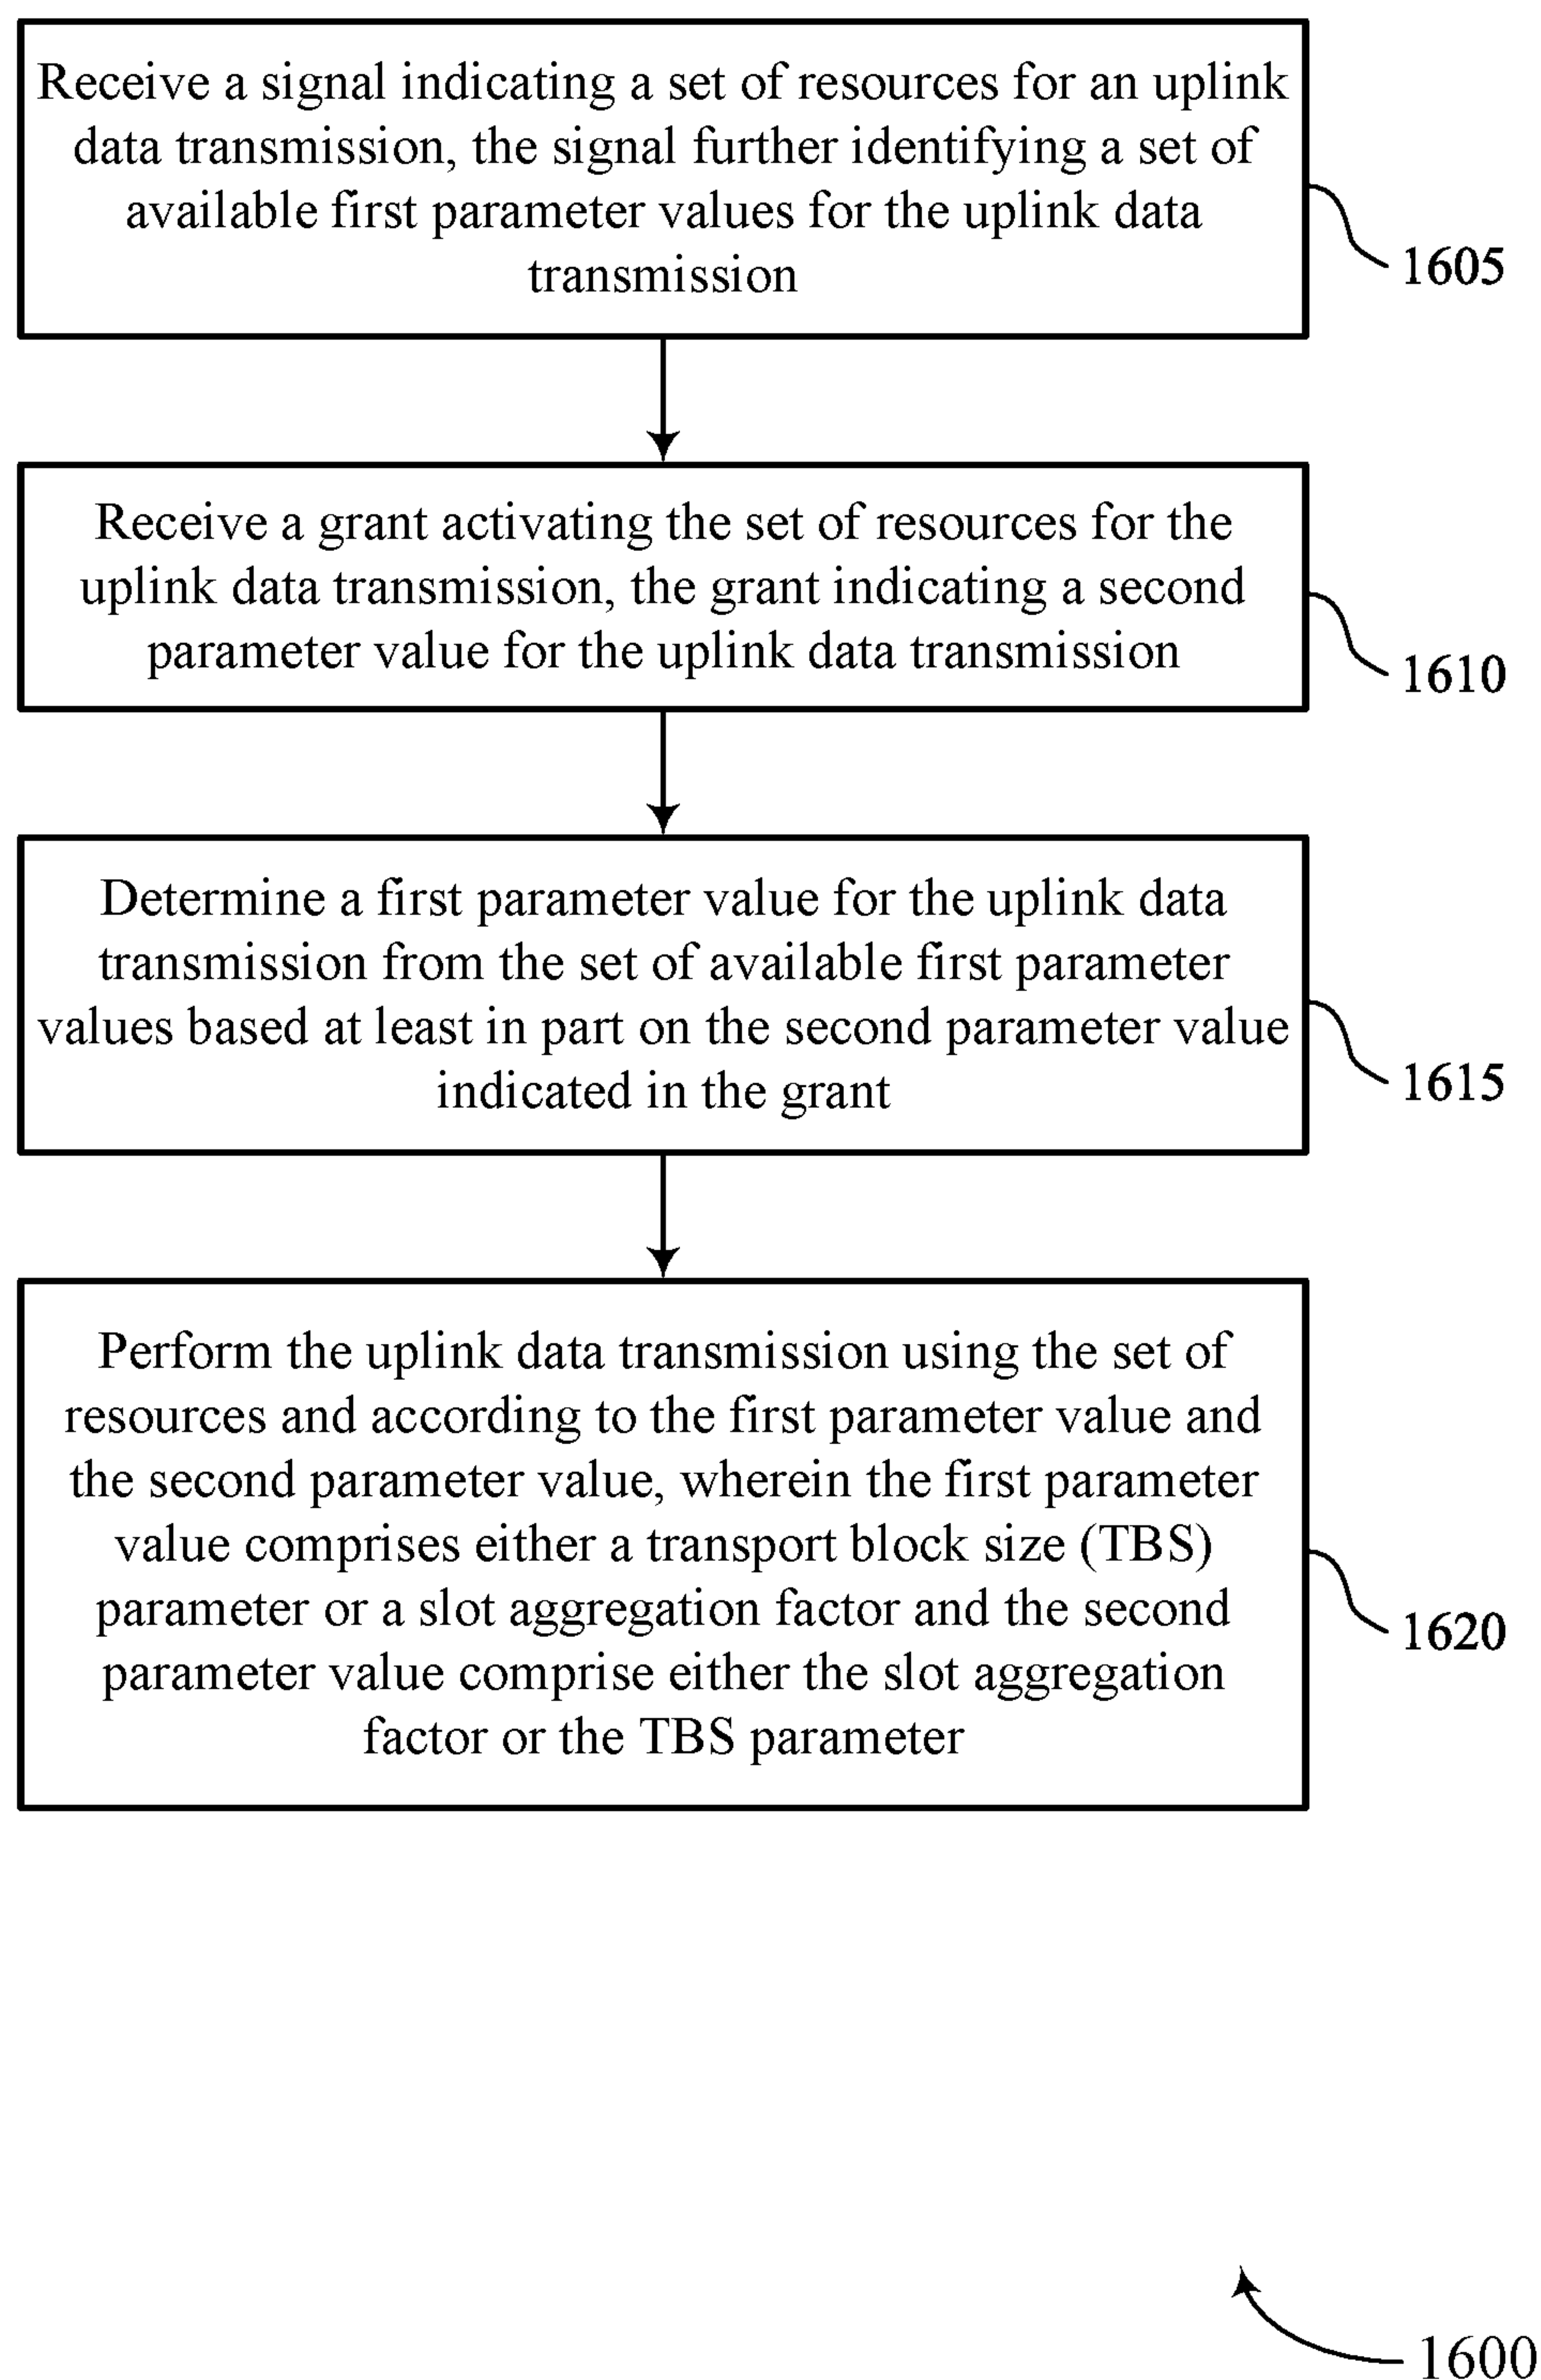 Receive a signal indicating a set of resources for an uplink
data transmission, the signal further identifying a set of
available first parameter values for the uplink data
transmission
1605
Receive a grant activating the set of resources for the
uplink data transmission, the grant indicating a second
parameter value for the uplink data transmission
1610
Determine a first parameter value for the uplink data
transmission from the set of available first parameter
values based at least in part on the second parameter value
indicated in the grant
1615
Perform the uplink data transmission using the set of
resources and according to the first parameter value and
the second parameter value, wherein the first parameter
value comprises either a transport block size (TBS)
parameter or a slot aggregation factor and the second
parameter value comprise either the slot aggregation
factor or the TBS parameter
1620
1600